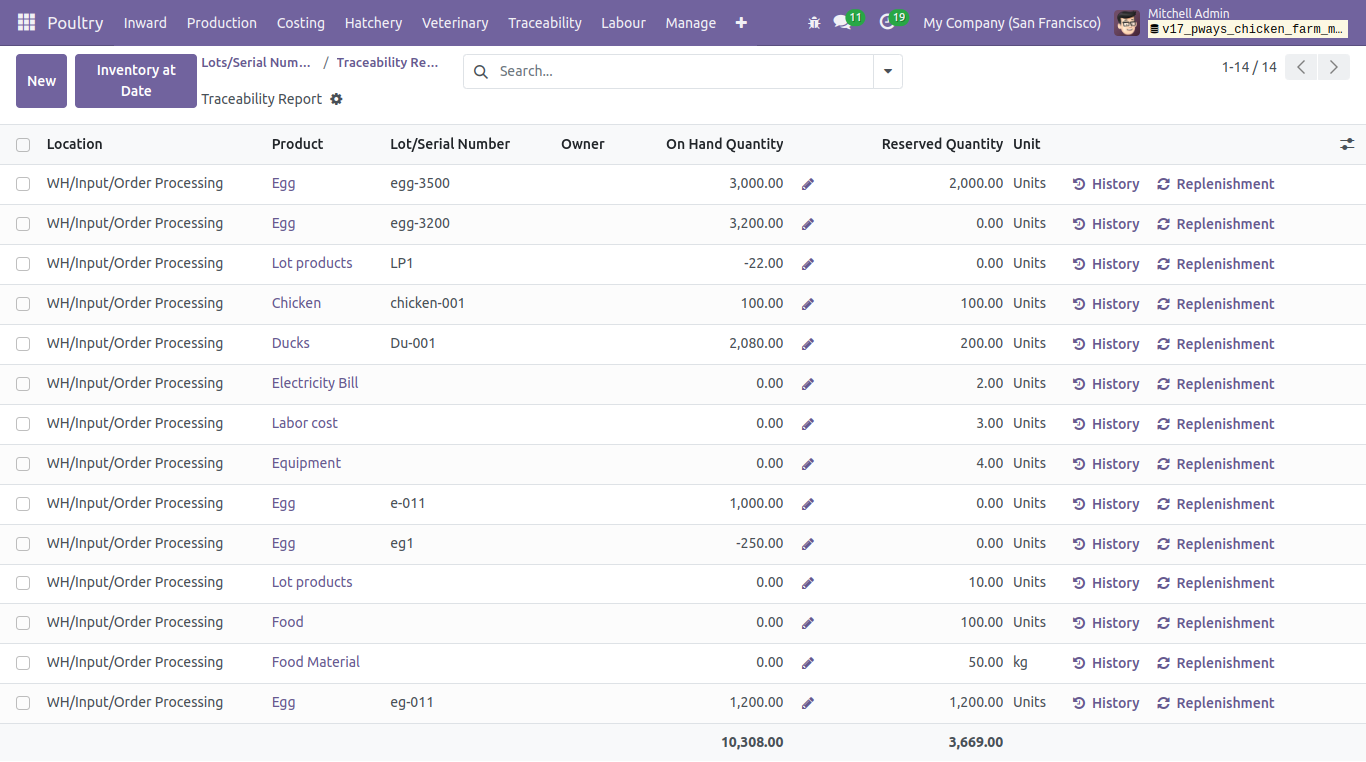 Poultry Inward Production Costing Hatchery Veterinary Traceability Labour Manage 11 19 My Company (San Francisco) Mitchell Admin
v17_pways_chicken_farm_m...
New Inventory at Date Lots/Serial Num... / Traceability Re... Search... 1-14 / 14
Traceability Report
Location Product Lot/Serial Number Owner On Hand Quantity Reserved Quantity Unit
WH/Input/Order Processing Egg egg-3500 3,000.00 2,000.00 Units History Replenishment
WH/Input/Order Processing Egg egg-3200 3,200.00 0.00 Units History Replenishment
WH/Input/Order Processing Lot products LP1 -22.00 0.00 Units History Replenishment
WH/Input/Order Processing Chicken chicken-001 100.00 100.00 Units History Replenishment
WH/Input/Order Processing Ducks Du-001 2,080.00 200.00 Units History Replenishment
WH/Input/Order Processing Electricity Bill 0.00 2.00 Units History Replenishment
WH/Input/Order Processing Labor cost 0.00 3.00 Units History Replenishment
WH/Input/Order Processing Equipment 0.00 4.00 Units History Replenishment
WH/Input/Order Processing Egg e-011 1,000.00 0.00 Units History Replenishment
WH/Input/Order Processing Egg eg1 -250.00 0.00 Units History Replenishment
WH/Input/Order Processing Lot products 0.00 10.00 Units History Replenishment
WH/Input/Order Processing Food 0.00 100.00 Units History Replenishment
WH/Input/Order Processing Food Material 0.00 50.00 kg History Replenishment
WH/Input/Order Processing Egg eg-011 1,200.00 1,200.00 Units History Replenishment
10,308.00 3,669.00